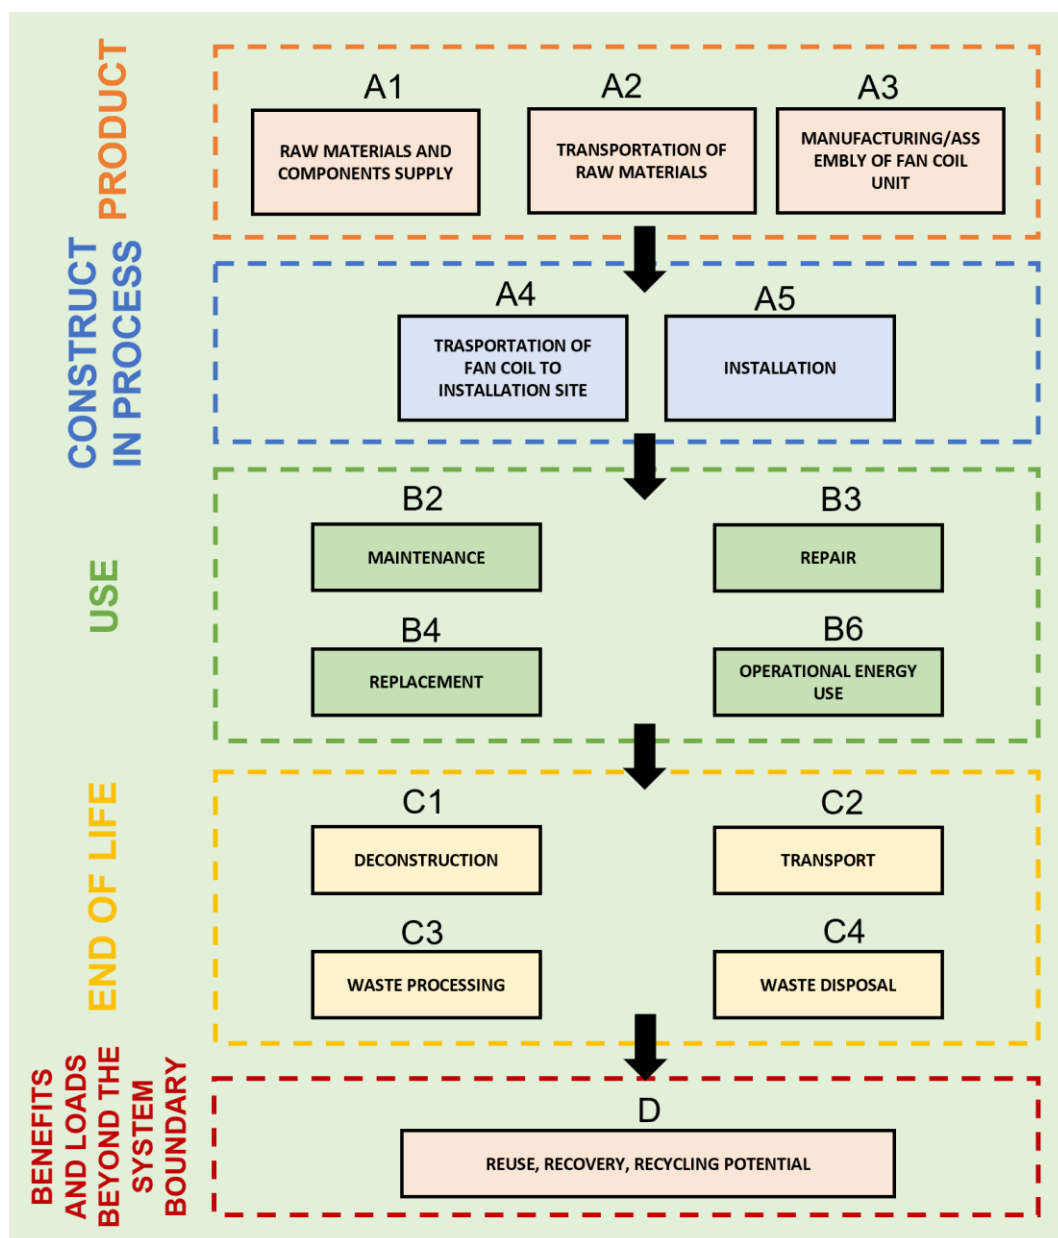 PRODUCT
A1
A2
A3
RAW MATERIALS AND
COMPONENTS SUPPLY
TRANSPORTATION OF
RAW MATERIALS
MANUFACTURING/ASS
EMBLY OF FAN COIL
UNIT
CONSTRUCT
IN PROCESS
A4
A5
TRASPORTATION OF
FAN COIL TO
INSTALLATION SITE
INSTALLATION
USE
B2
B3
MAINTENANCE
REPAIR
B4
B6
REPLACEMENT
OPERATIONAL ENERGY
USE
END OF LIFE
C1
C2
DECONSTRUCTION
TRANSPORT
C3
C4
WASTE PROCESSING
WASTE DISPOSAL
BENEFITS
AND LOADS
BEYOND THE
SYSTEM
BOUNDARY
D
REUSE, RECOVERY, RECYCLING POTENTIAL